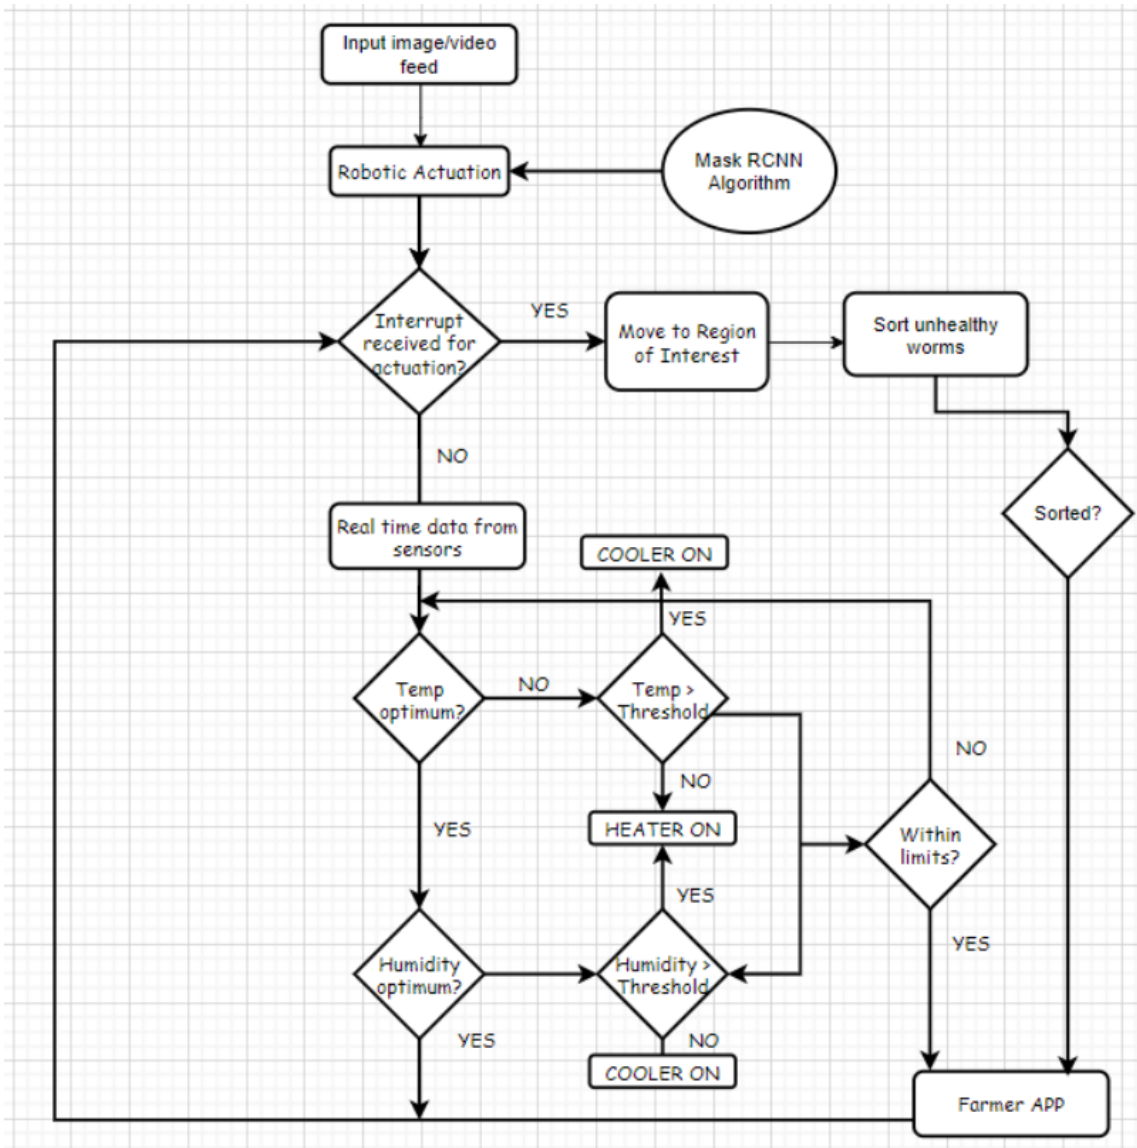 Input image/video
feed
Robotic Actuation
Mask RCNN
Algorithm
Interrupt
received for
actuation?
YES
Move to Region
of Interest
Sort unhealthy
worms
NO
Sorted?
Real time data from
sensors
COOLER ON
YES
Temp
optimum?
NO
Temp >
Threshold
NO
NO
YES
HEATER ON
Within
limits?
YES
YES
Humidity
optimum?
Humidity >
Threshold
YES
NO
COOLER ON
Farmer APP